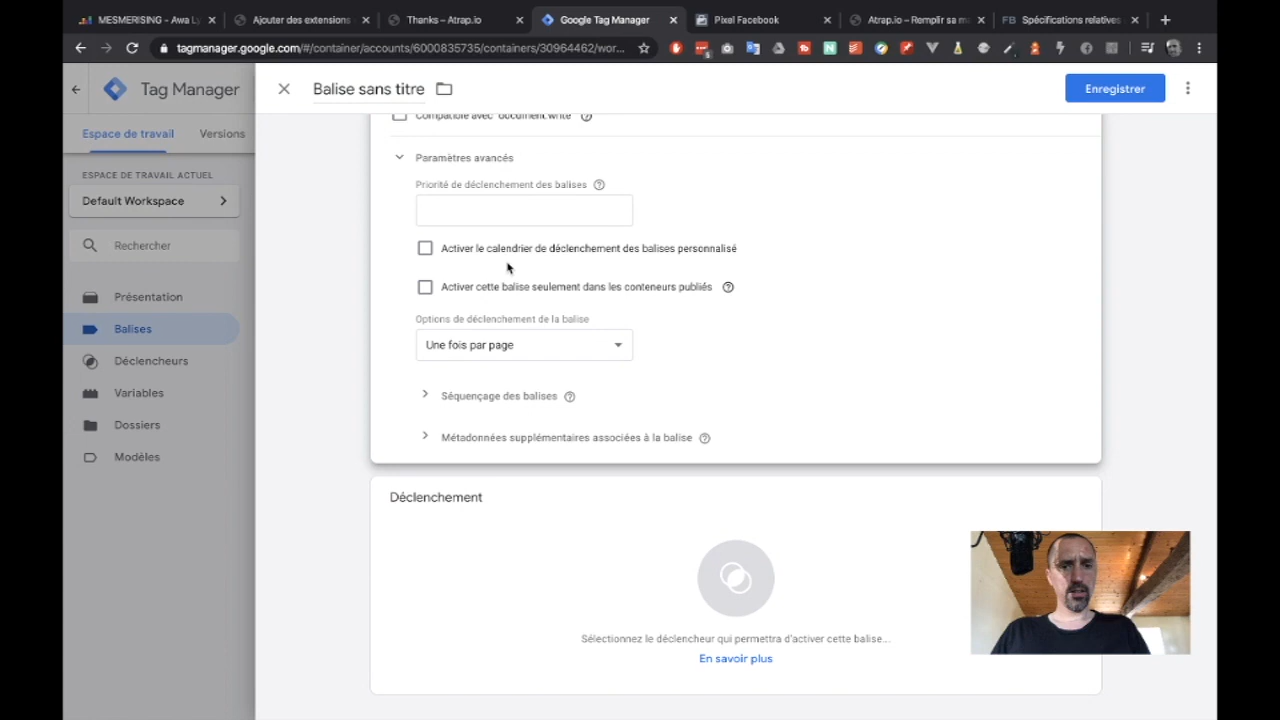 MESMERISING – Awa Ly
Ajouter des extensions
Thanks – Atrap.io
Google Tag Manager
Pixel Facebook
Atrap.io – Remplir sa m
FB Spécifications relatives
tagmanager.google.com/#/container/accounts/6000835735/containers/30964462/wor...
Tag Manager
Balise sans titre
Enregistrer
Espace de travail
Versions
Compatible avec "document.write"
Paramètres avancés
ESPACE DE TRAVAIL ACTUEL
Default Workspace
Priorité de déclenchement des balises
Rechercher
Activer le calendrier de déclenchement des balises personnalisé
Activer cette balise seulement dans les conteneurs publiés
Présentation
Balises
Déclencheurs
Variables
Dossiers
Modèles
Options de déclenchement de la balise
Une fois par page
Séquençage des balises
Métadonnées supplémentaires associées à la balise
Déclenchement
Sélectionnez le déclencheur qui permettra d'activer cette balise...
En savoir plus